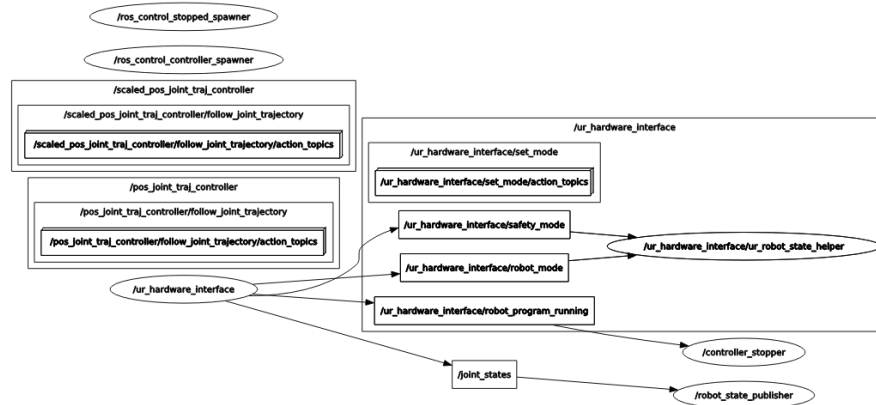 /ros_control_stopped_spawner
/ros_control_controller_spawner
/scaled_pos_joint_traj_controller
/scaled_pos_joint_traj_controller/follow_joint_trajectory
/scaled_pos_joint_traj_controller/follow_joint_trajectory/action_topics
/pos_joint_traj_controller
/pos_joint_traj_controller/follow_joint_trajectory
/pos_joint_traj_controller/follow_joint_trajectory/action_topics
/ur_hardware_interface
/ur_hardware_interface
/ur_hardware_interface/set_mode
/ur_hardware_interface/set_mode/action_topics
/ur_hardware_interface/safety_mode
/ur_hardware_interface/ur_robot_state_helper
/ur_hardware_interface/robot_mode
/ur_hardware_interface/robot_program_running
/controller_stopper
/joint_states
/robot_state_publisher